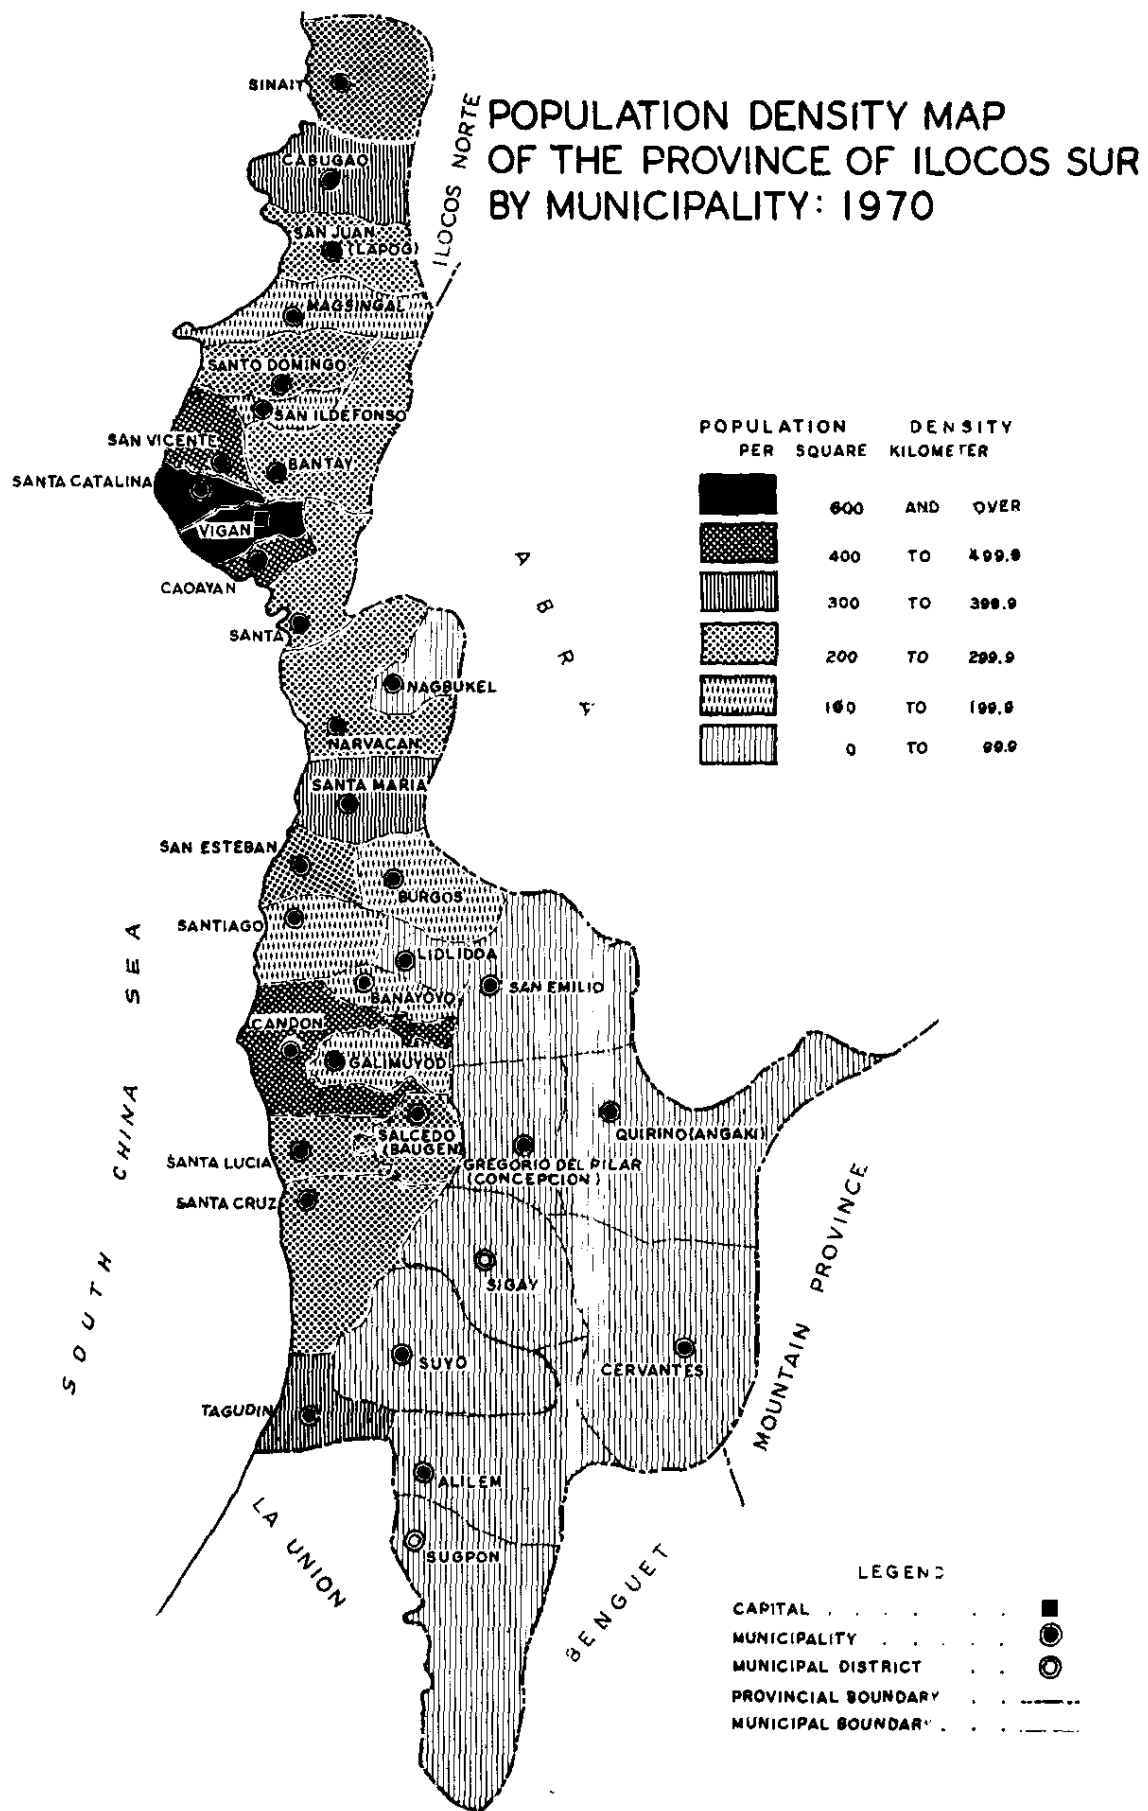 POPULATION DENSITY MAP
OF THE PROVINCE OF ILOCOS SUR
BY MUNICIPALITY: 1970
SINAIT
ILOCOS NORTE
CABUGAO
SAN JUAN
(LAPOG)
MAGSINGAL
SANTO DOMINGO
SAN ILDEFONSO
SAN VICENTE
BANTAY
SANTA CATALINA
VIGAN
CAOAYAN
SANTA
ABRA
NAGBUKEL
NARVACAN
SANTA MARIA
SAN ESTEBAN
BURGOS
SANTIAGO
LIDLIDDA
SAN EMILIO
BANAYOYO
CANDON
GALIMUYOD
SALCEDO
(BAUGEN)
QUIRINO (ANGAKI)
GREGORIO DEL PILAR
(CONCEPCION)
SANTA LUCIA
SANTA CRUZ
SIGAY
SUYO
CERVANTES
TAGUDIN
ALILEM
SUGPON
SOUTH CHINA SEA
MOUNTAIN PROVINCE
LA UNION
BENGUET
POPULATION DENSITY
PER SQUARE KILOMETER
600 AND OVER
400 TO 499.9
300 TO 399.9
200 TO 299.9
100 TO 199.9
0 TO 99.9
LEGEND
CAPITAL
MUNICIPALITY
MUNICIPAL DISTRICT
PROVINCIAL BOUNDARY
MUNICIPAL BOUNDARY